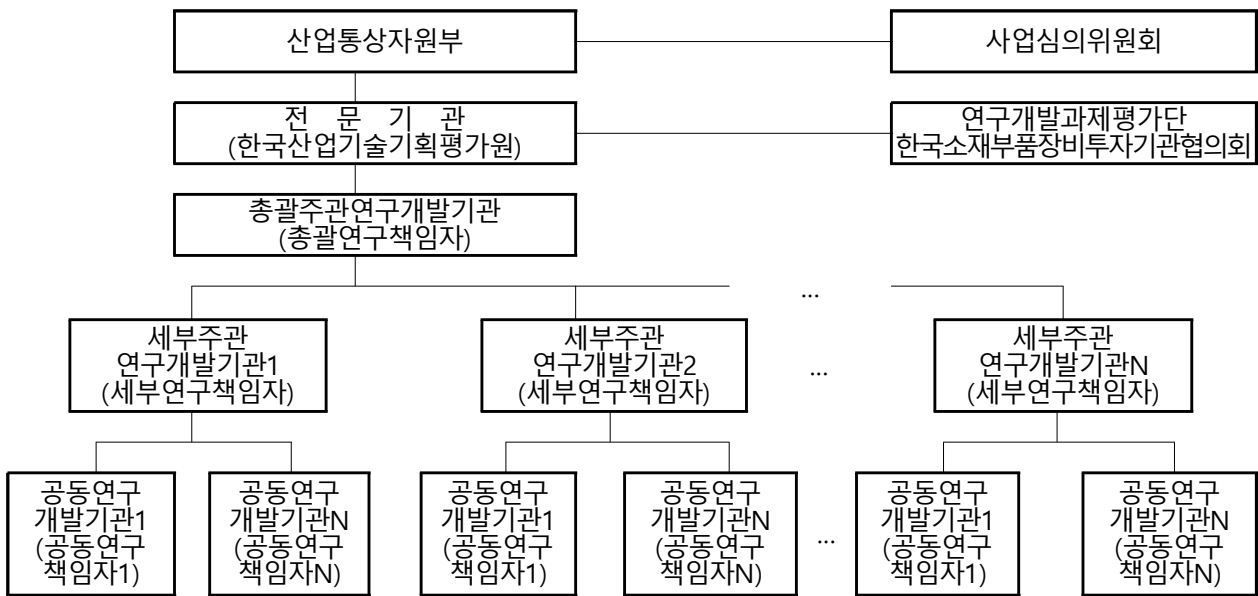 산업통상자원부
사업심의위원회
전 문 기 관
(한국산업기술기획평가원)
연구개발과제평가단
한국소재부품장비투자기관협의회
총괄주관연구개발기관
(총괄연구책임자)
...
세부주관
연구개발기관1
(세부연구책임자)
세부주관
연구개발기관2
(세부연구책임자)
...
세부주관
연구개발기관N
(세부연구책임자)
공동연구
개발기관1
(공동연구
책임자1)
공동연구
개발기관N
(공동연구
책임자N)
공동연구
개발기관1
(공동연구
책임자1)
공동연구
개발기관N
(공동연구
책임자N)
...
공동연구
개발기관1
(공동연구
책임자1)
공동연구
개발기관N
(공동연구
책임자N)